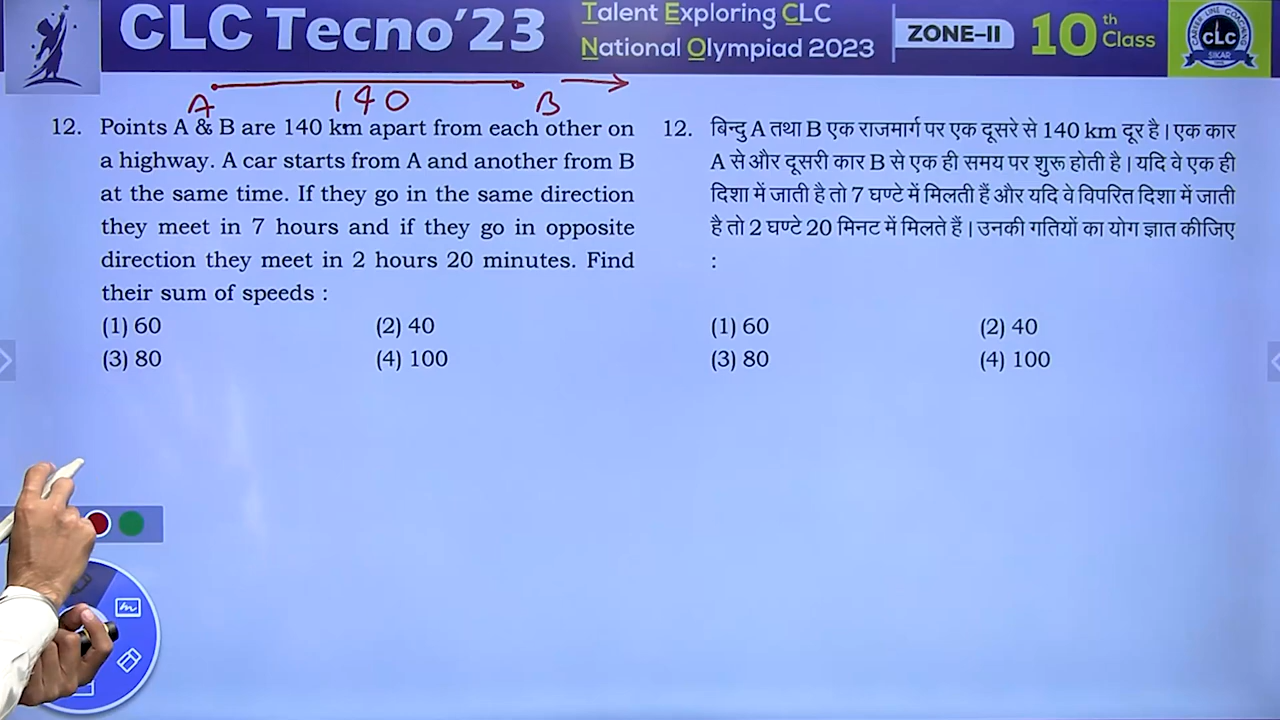 CLC Tecno'23
Talent Exploring CLC
National Olympiad 2023
ZONE-II
10th Class
CAREER LINE COACHING
cLc
SIKAR
A 140 B
12. Points A & B are 140 km apart from each other on
a highway. A car starts from A and another from B
at the same time. If they go in the same direction
they meet in 7 hours and if they go in opposite
direction they meet in 2 hours 20 minutes. Find
their sum of speeds :
(1) 60 (2) 40
(3) 80 (4) 100
12. बिन्दु A तथा B एक राजमार्ग पर एक दूसरे से 140 km दूर है। एक कार
A से और दूसरी कार B से एक ही समय पर शुरू होती है। यदि वे एक ही
दिशा में जाती है तो 7 घण्टे में मिलती हैं और यदि वे विपरित दिशा में जाती
है तो 2 घण्टे 20 मिनट में मिलते हैं। उनकी गतियों का योग ज्ञात कीजिए
:
(1) 60 (2) 40
(3) 80 (4) 100